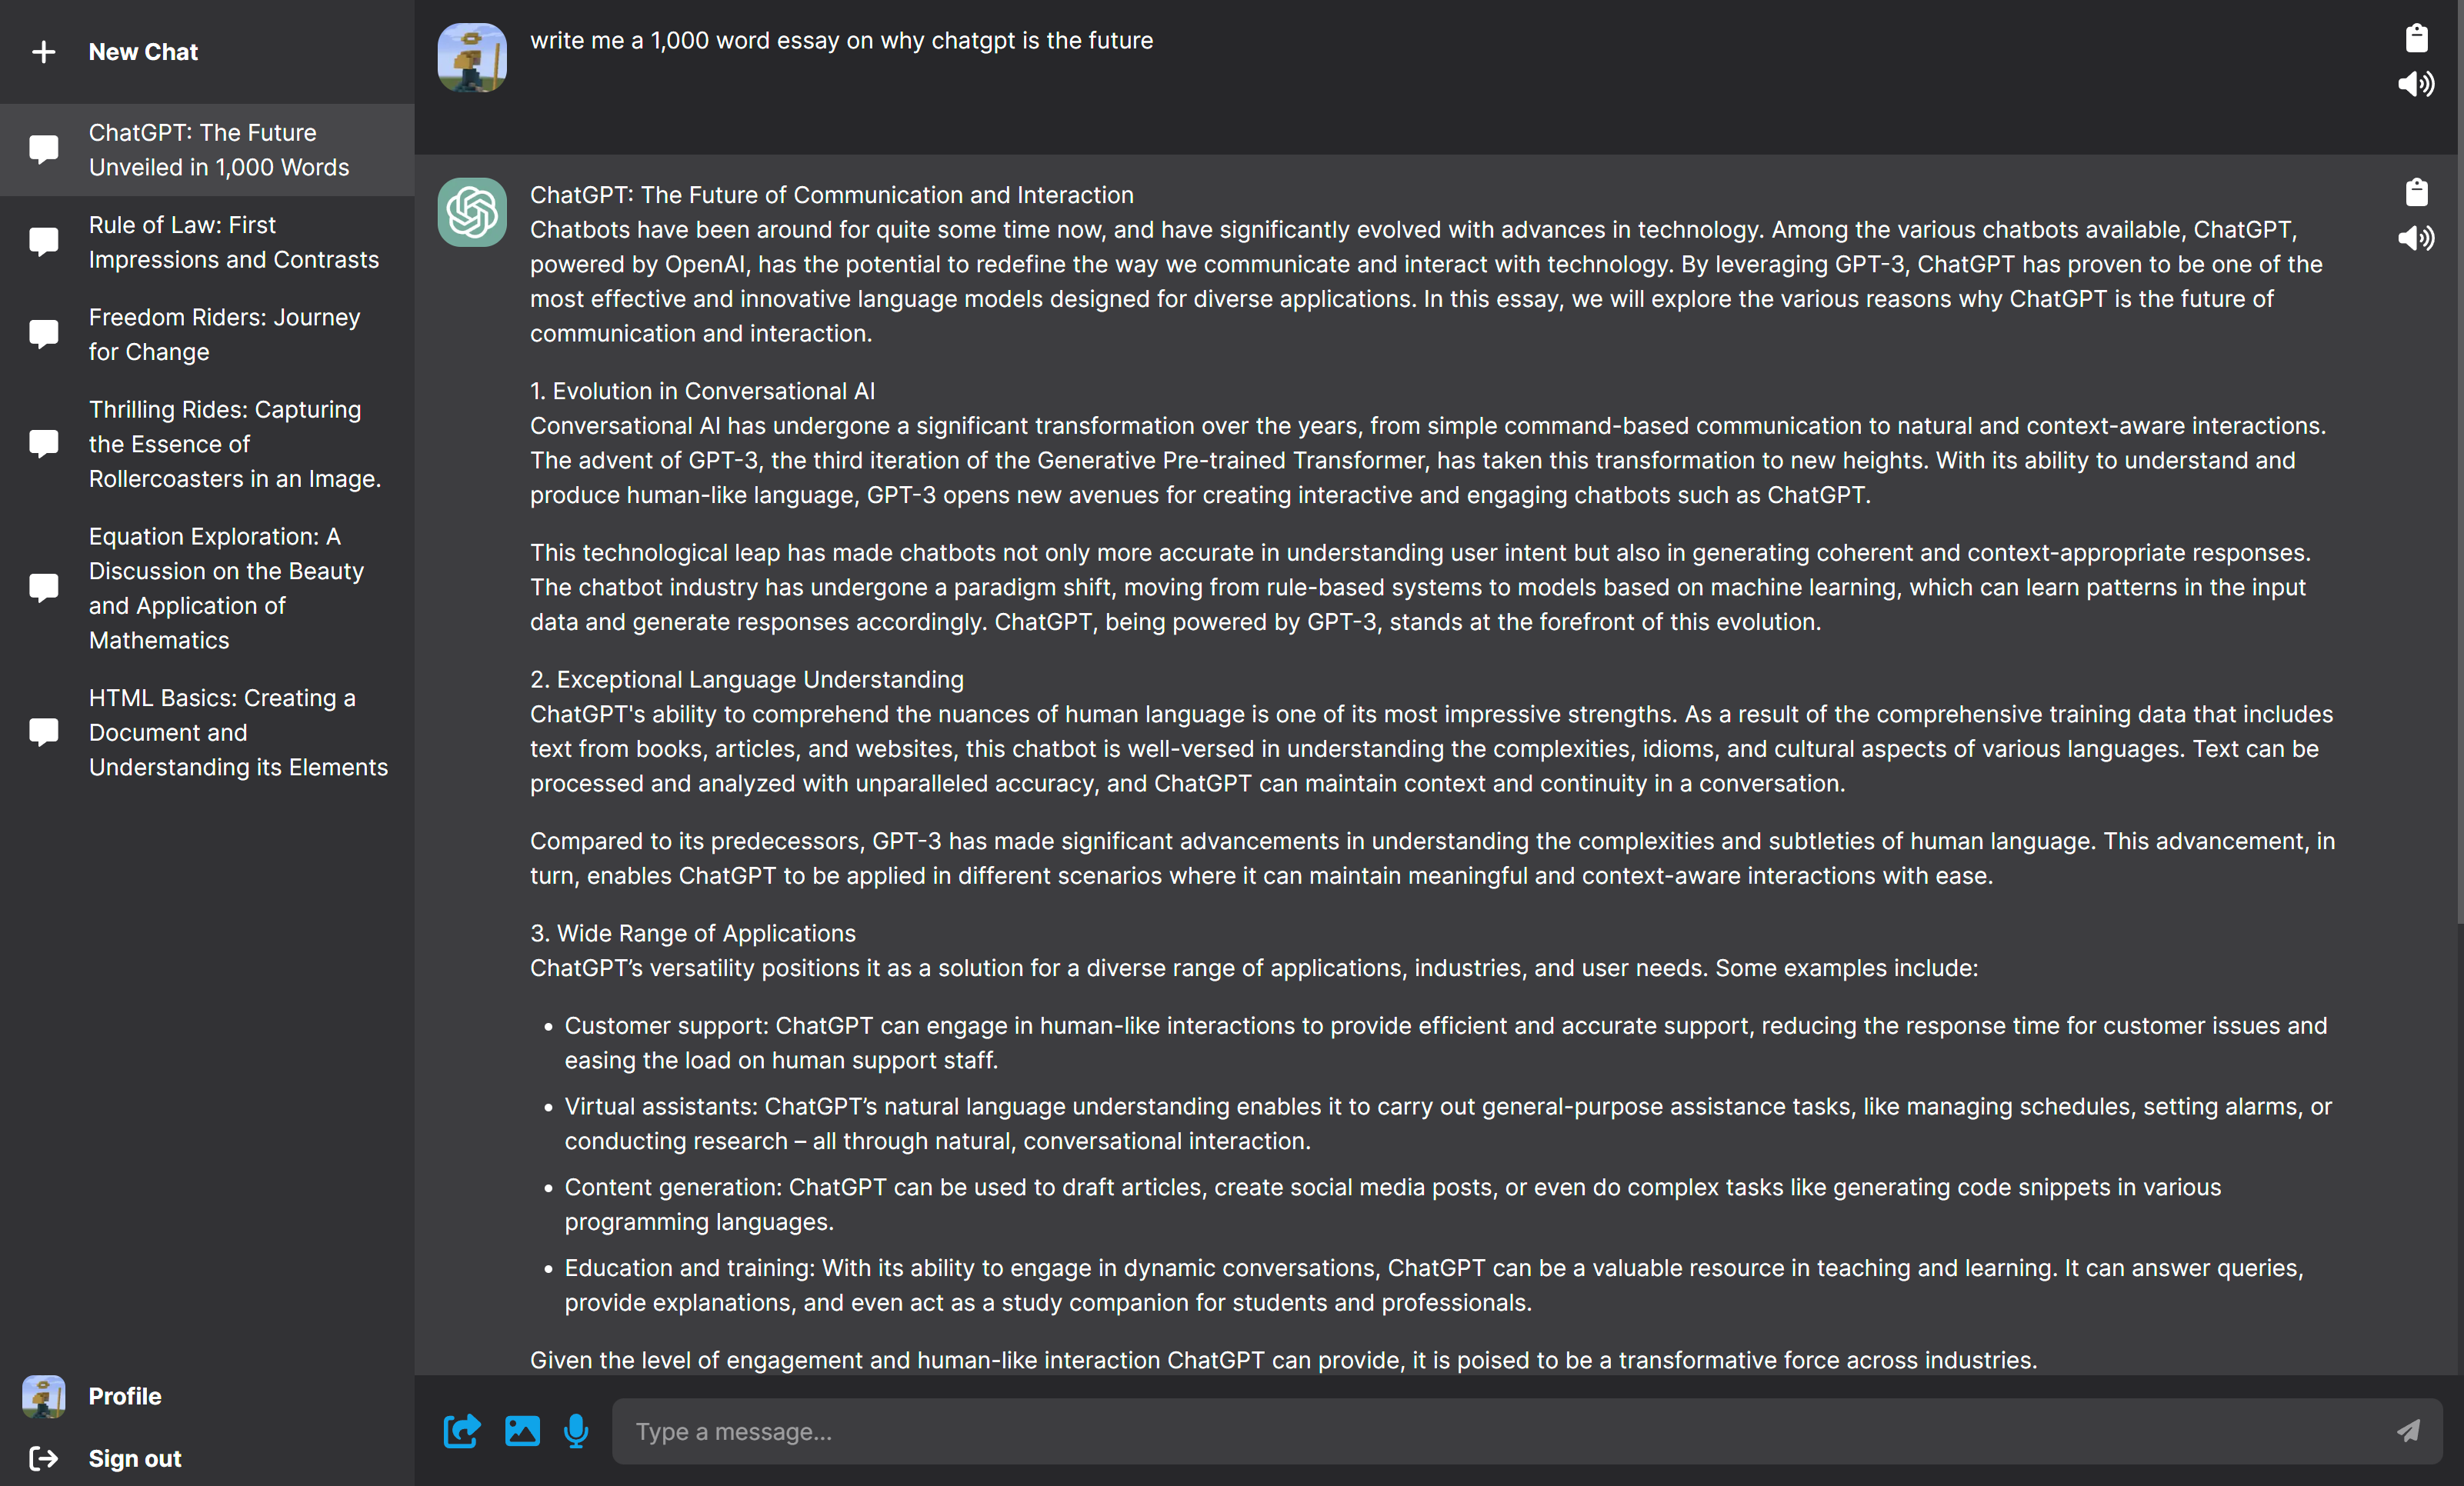 New Chat
ChatGPT: The Future
Unveiled in 1,000 Words
Rule of Law: First
Impressions and Contrasts
Freedom Riders: Journey
for Change
Thrilling Rides: Capturing
the Essence of
Rollercoasters in an Image.
Equation Exploration: A
Discussion on the Beauty
and Application of
Mathematics
HTML Basics: Creating a
Document and
Understanding its Elements
Profile
Sign out
write me a 1,000 word essay on why chatgpt is the future
ChatGPT: The Future of Communication and Interaction
Chatbots have been around for quite some time now, and have significantly evolved with advances in technology. Among the various chatbots available, ChatGPT,
powered by OpenAI, has the potential to redefine the way we communicate and interact with technology. By leveraging GPT-3, ChatGPT has proven to be one of the
most effective and innovative language models designed for diverse applications. In this essay, we will explore the various reasons why ChatGPT is the future of
communication and interaction.
1. Evolution in Conversational AI
Conversational AI has undergone a significant transformation over the years, from simple command-based communication to natural and context-aware interactions.
The advent of GPT-3, the third iteration of the Generative Pre-trained Transformer, has taken this transformation to new heights. With its ability to understand and
produce human-like language, GPT-3 opens new avenues for creating interactive and engaging chatbots such as ChatGPT.
This technological leap has made chatbots not only more accurate in understanding user intent but also in generating coherent and context-appropriate responses.
The chatbot industry has undergone a paradigm shift, moving from rule-based systems to models based on machine learning, which can learn patterns in the input
data and generate responses accordingly. ChatGPT, being powered by GPT-3, stands at the forefront of this evolution.
2. Exceptional Language Understanding
ChatGPT's ability to comprehend the nuances of human language is one of its most impressive strengths. As a result of the comprehensive training data that includes
text from books, articles, and websites, this chatbot is well-versed in understanding the complexities, idioms, and cultural aspects of various languages. Text can be
processed and analyzed with unparalleled accuracy, and ChatGPT can maintain context and continuity in a conversation.
Compared to its predecessors, GPT-3 has made significant advancements in understanding the complexities and subtleties of human language. This advancement, in
turn, enables ChatGPT to be applied in different scenarios where it can maintain meaningful and context-aware interactions with ease.
3. Wide Range of Applications
ChatGPT’s versatility positions it as a solution for a diverse range of applications, industries, and user needs. Some examples include:
• Customer support: ChatGPT can engage in human-like interactions to provide efficient and accurate support, reducing the response time for customer issues and
easing the load on human support staff.
• Virtual assistants: ChatGPT’s natural language understanding enables it to carry out general-purpose assistance tasks, like managing schedules, setting alarms, or
conducting research – all through natural, conversational interaction.
• Content generation: ChatGPT can be used to draft articles, create social media posts, or even do complex tasks like generating code snippets in various
programming languages.
• Education and training: With its ability to engage in dynamic conversations, ChatGPT can be a valuable resource in teaching and learning. It can answer queries,
provide explanations, and even act as a study companion for students and professionals.
Given the level of engagement and human-like interaction ChatGPT can provide, it is poised to be a transformative force across industries.
Type a message...